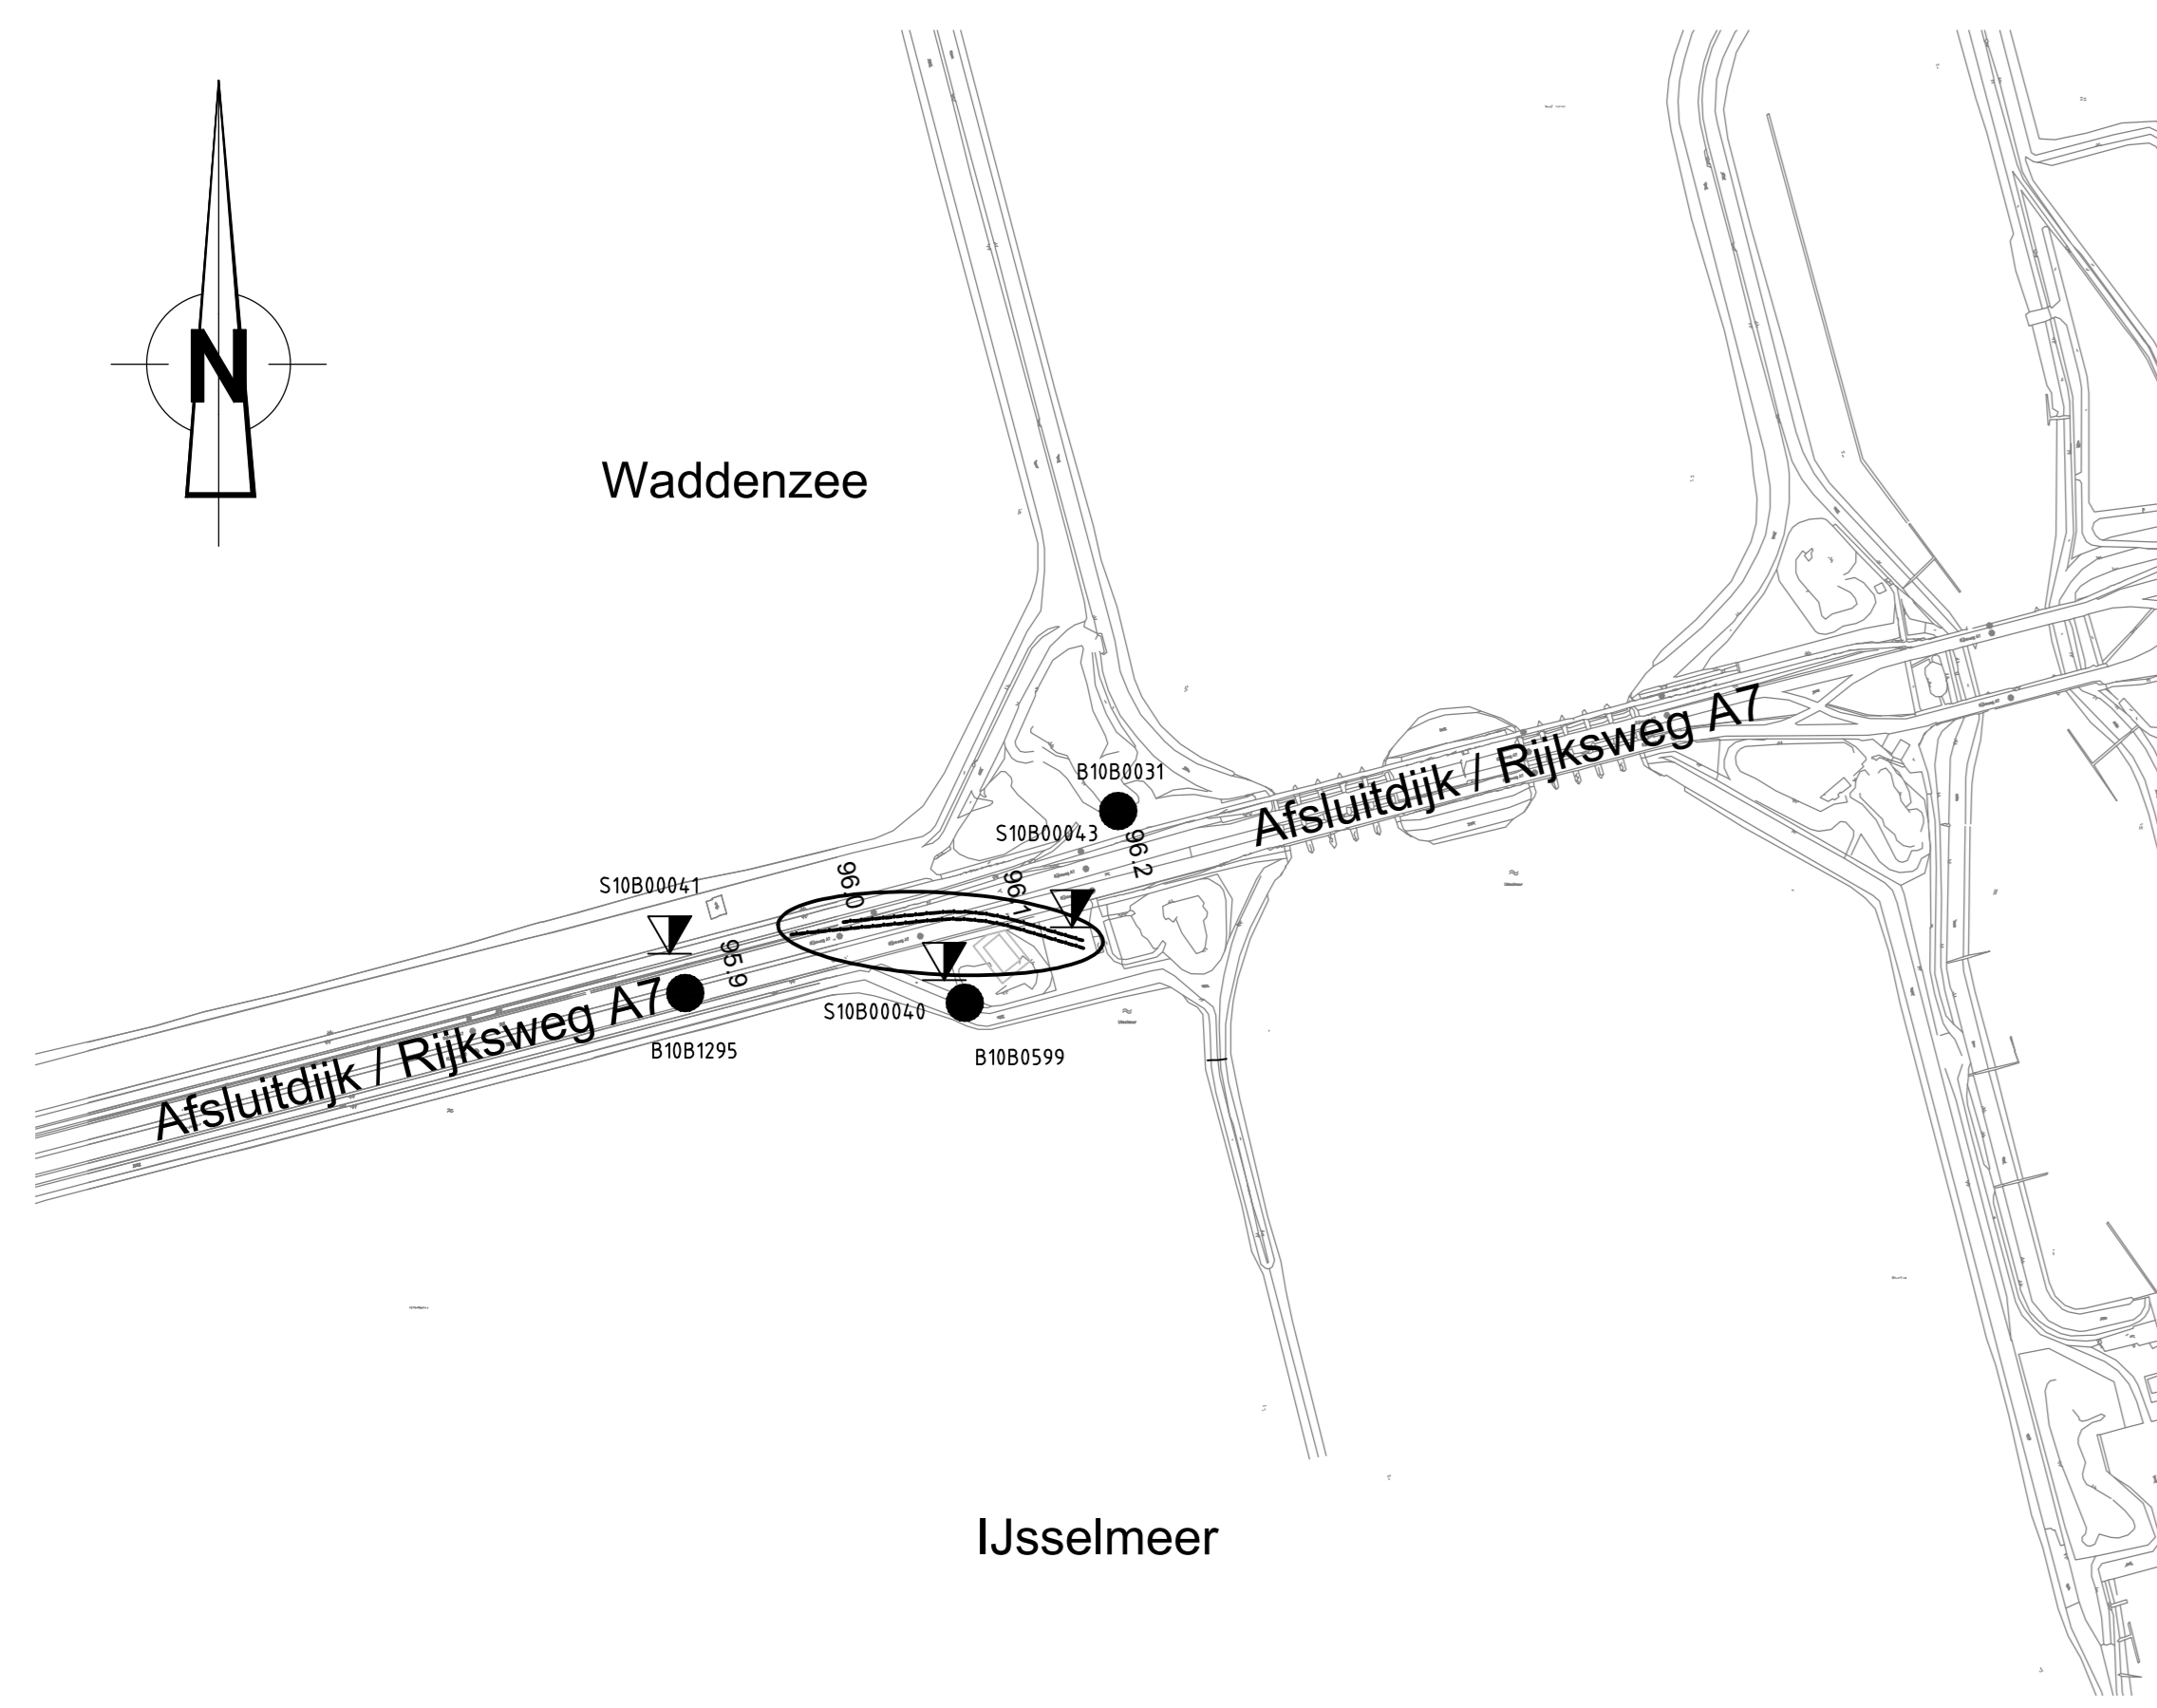 N
Waddenzee
Afsluitdijk / Rijksweg A7
B10B0031
S10B00043
96.2
96.0
96.1
S10B00041
95.9
Afsluitdijk / Rijksweg A7
S10B00040
B10B1295
B10B0599
IJsselmeer